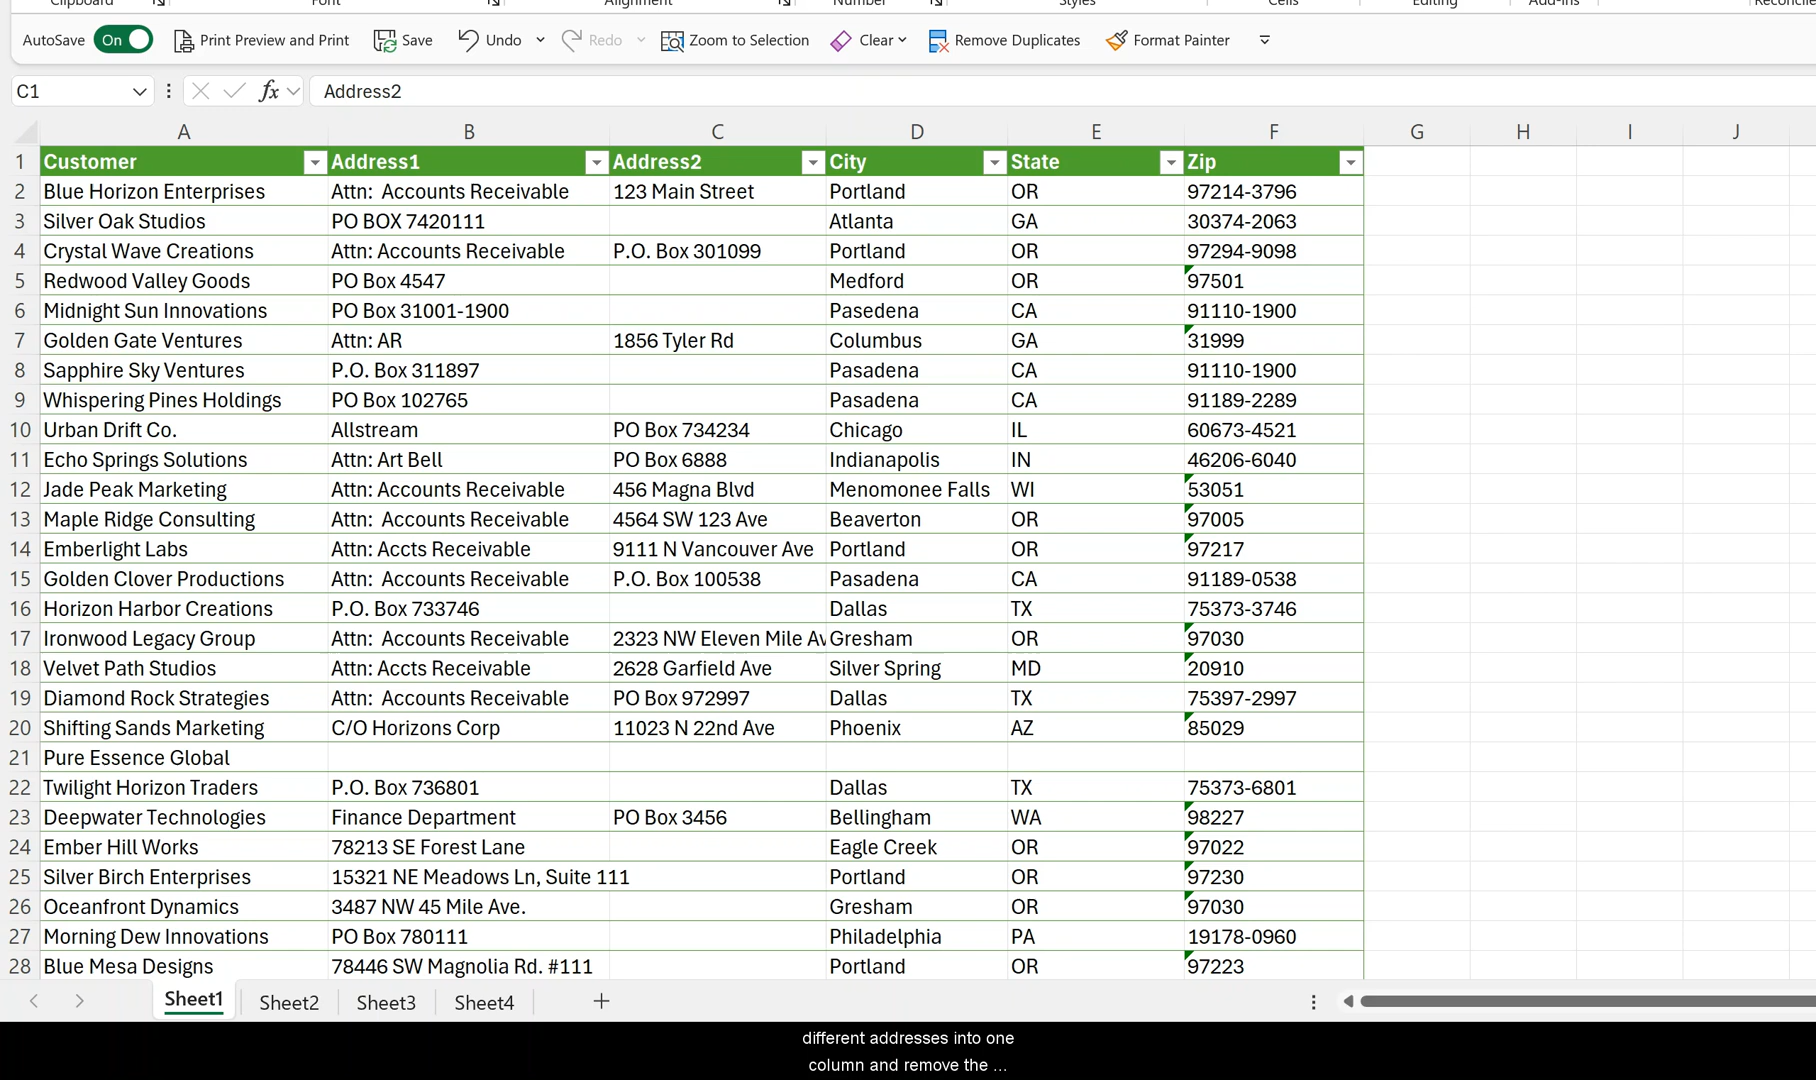 Clipboard Font Alignment Number Styles Cells Editing Add-ins
AutoSave On Print Preview and Print Save Undo Redo Zoom to Selection Clear Remove Duplicates Format Painter
C1 fx Address2
A B C D E F G H I J
1 Customer Address1 Address2 City State Zip
2 Blue Horizon Enterprises Attn:  Accounts Receivable 123 Main Street Portland OR 97214-3796
3 Silver Oak Studios PO BOX 7420111 Atlanta GA 30374-2063
4 Crystal Wave Creations Attn: Accounts Receivable P.O. Box 301099 Portland OR 97294-9098
5 Redwood Valley Goods PO Box 4547 Medford OR 97501
6 Midnight Sun Innovations PO Box 31001-1900 Pasedena CA 91110-1900
7 Golden Gate Ventures Attn: AR 1856 Tyler Rd Columbus GA 31999
8 Sapphire Sky Ventures P.O. Box 311897 Pasadena CA 91110-1900
9 Whispering Pines Holdings PO Box 102765 Pasadena CA 91189-2289
10 Urban Drift Co. Allstream PO Box 734234 Chicago IL 60673-4521
11 Echo Springs Solutions Attn: Art Bell PO Box 6888 Indianapolis IN 46206-6040
12 Jade Peak Marketing Attn: Accounts Receivable 456 Magna Blvd Menomonee Falls WI 53051
13 Maple Ridge Consulting Attn:  Accounts Receivable 4564 SW 123 Ave Beaverton OR 97005
14 Emberlight Labs Attn: Accts Receivable 9111 N Vancouver Ave Portland OR 97217
15 Golden Clover Productions Attn:  Accounts Receivable P.O. Box 100538 Pasadena CA 91189-0538
16 Horizon Harbor Creations P.O. Box 733746 Dallas TX 75373-3746
17 Ironwood Legacy Group Attn:  Accounts Receivable 2323 NW Eleven Mile Av Gresham OR 97030
18 Velvet Path Studios Attn: Accts Receivable 2628 Garfield Ave Silver Spring MD 20910
19 Diamond Rock Strategies Attn:  Accounts Receivable PO Box 972997 Dallas TX 75397-2997
20 Shifting Sands Marketing C/O Horizons Corp 11023 N 22nd Ave Phoenix AZ 85029
21 Pure Essence Global
22 Twilight Horizon Traders P.O. Box 736801 Dallas TX 75373-6801
23 Deepwater Technologies Finance Department PO Box 3456 Bellingham WA 98227
24 Ember Hill Works 78213 SE Forest Lane Eagle Creek OR 97022
25 Silver Birch Enterprises 15321 NE Meadows Ln, Suite 111 Portland OR 97230
26 Oceanfront Dynamics 3487 NW 45 Mile Ave. Gresham OR 97030
27 Morning Dew Innovations PO Box 780111 Philadelphia PA 19178-0960
28 Blue Mesa Designs 78446 SW Magnolia Rd. #111 Portland OR 97223
Sheet1 Sheet2 Sheet3 Sheet4
different addresses into one
column and remove the ...